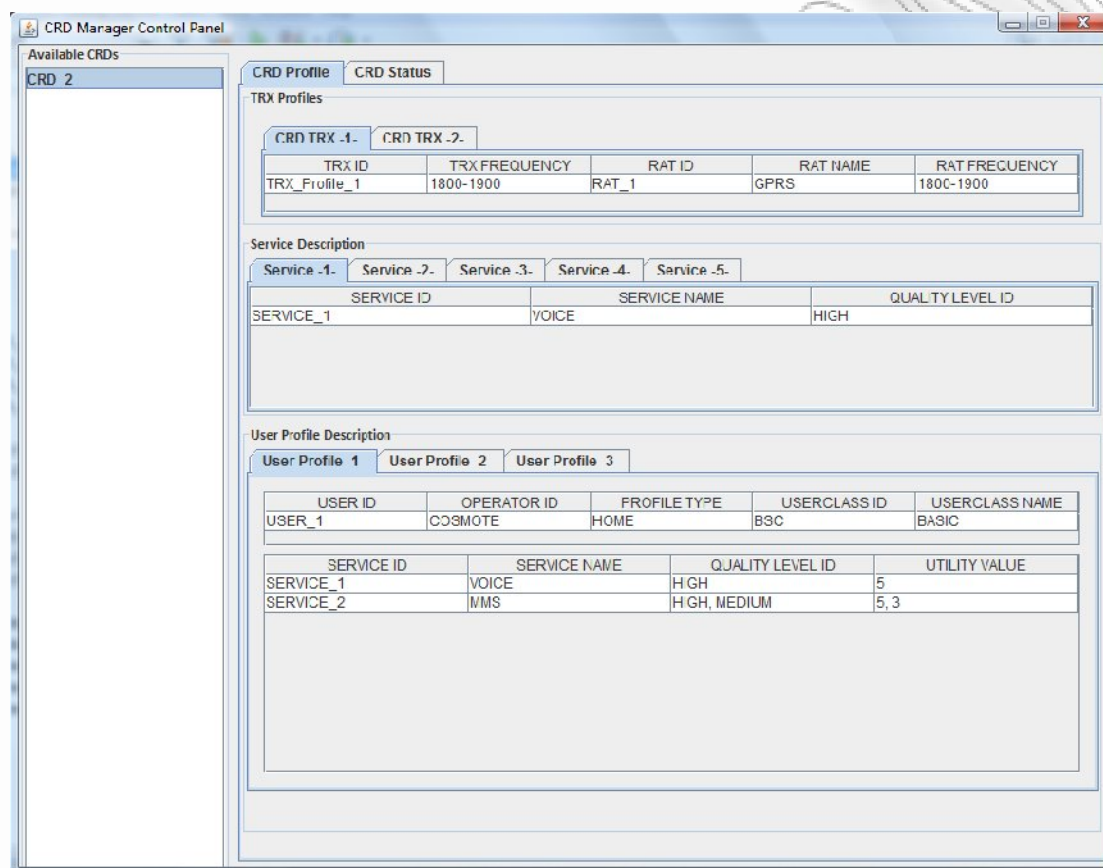 CRD Manager Control Panel
Available CRDs
CRD 2
CRD Profile CRD Status
TRX Profiles
CRD TRX -1- CRD TRX -2-
TRX ID TRX FREQUENCY RAT ID RAT NAME RAT FREQUENCY
TRX_Profile_1 1800-1900 RAT_1 GPRS 1800-1900
Service Description
Service -1- Service -2- Service -3- Service -4- Service -5-
SERVICE ID SERVICE NAME QUALITY LEVEL ID
SERVICE_1 VOICE HIGH
User Profile Description
User Profile 1 User Profile 2 User Profile 3
USER ID OPERATOR ID PROFILE TYPE USERCLASS ID USERCLASS NAME
USER_1 COSMOTE HOME BSC BASIC
SERVICE ID SERVICE NAME QUALITY LEVEL ID UTILITY VALUE
SERVICE_1 VOICE HIGH 5
SERVICE_2 MMS HIGH, MEDIUM 5, 3